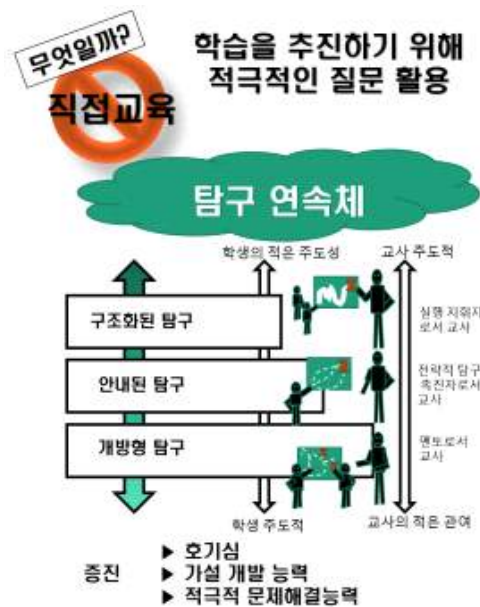 무엇일까?
직접교육
학습을 추진하기 위해
적극적인 질문 활용
탐구 연속체
학생의 적은 주도성
교사 주도적
구조화된 탐구
실행 지휘자
로서 교사
안내된 탐구
전략적 탐구
촉진자로서
교사
개방형 탐구
멘토로서
교사
학생 주도적
교사의 적은 관여
증진
▶ 호기심
▶ 가설 개발 능력
▶ 적극적 문제해결능력